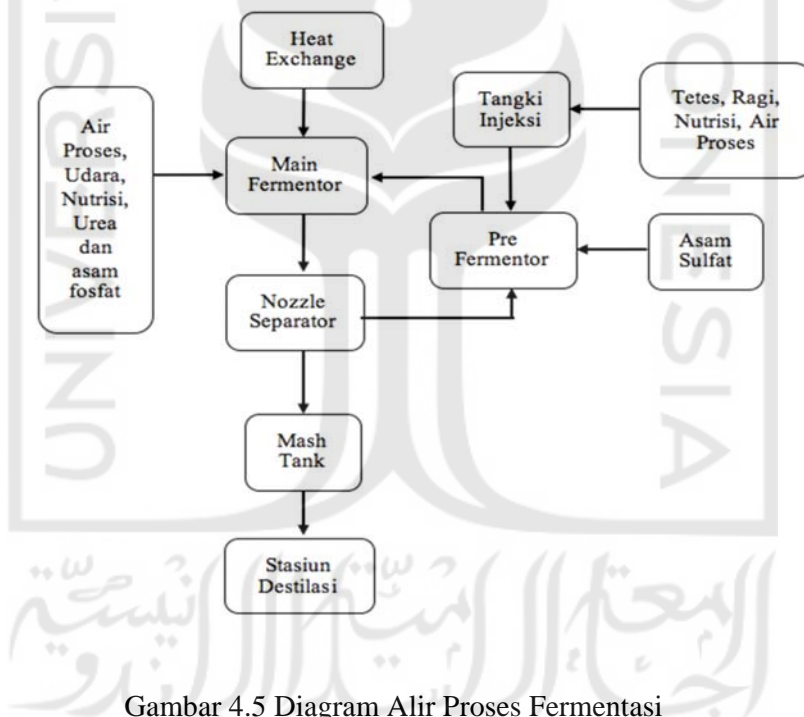 Heat
Exchange
Tangki
Injeksi
Tetes, Ragi,
Nutrisi, Air
Proses
Air
Proses,
Udara,
Nutrisi,
Urea
dan
asam
fosfat
Main
Fermentor
Pre
Fermentor
Asam
Sulfat
Nozzle
Separator
Mash
Tank
Stasiun
Destilasi
Gambar 4.5 Diagram Alir Proses Fermentasi